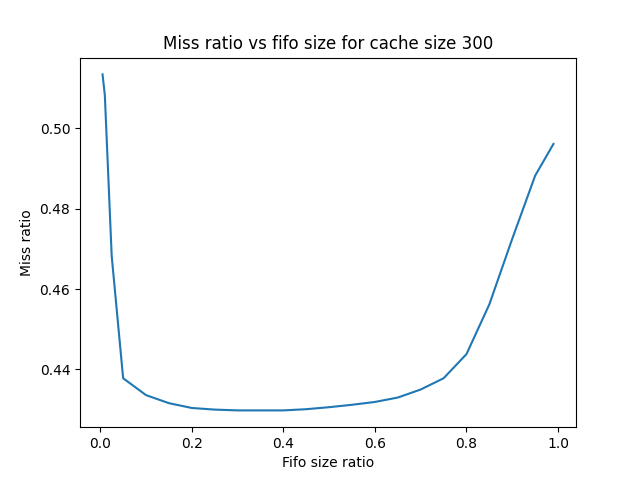 Miss ratio vs fifo size for cache size 300
Miss ratio
0.50
0.48
0.46
0.44
0.0 0.2 0.4 0.6 0.8 1.0
Fifo size ratio